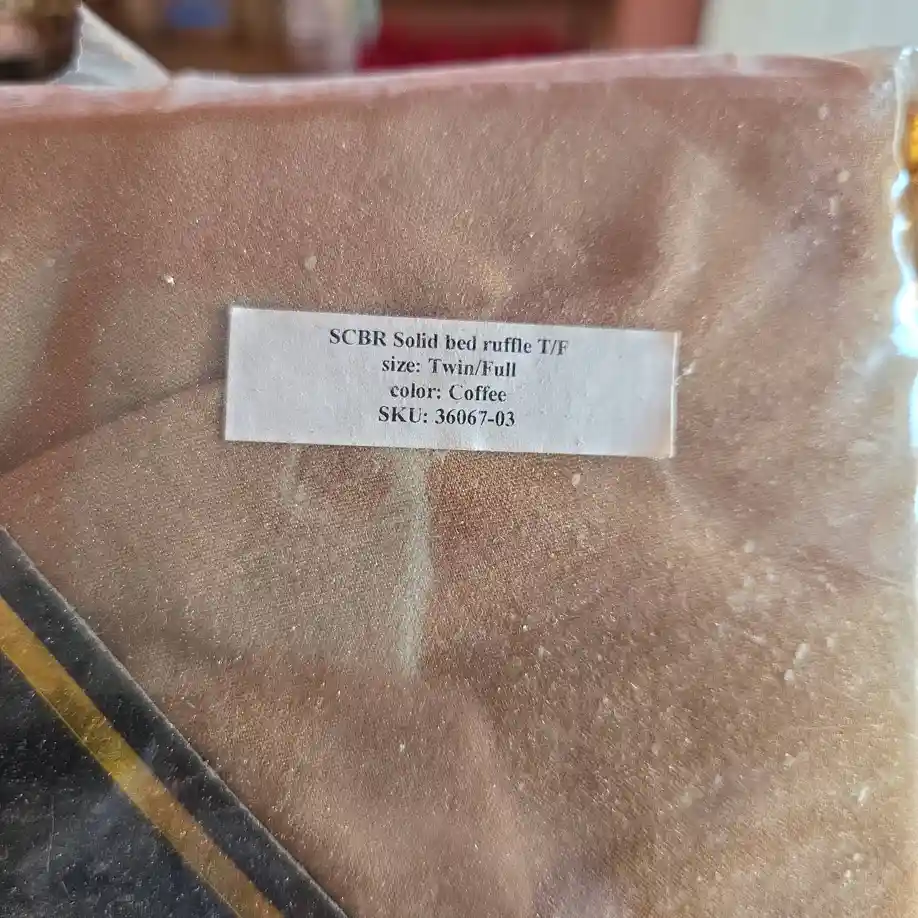 SCBR Solid bed ruffle T/F
size: Twin/Full
color: Coffee
SKU: 36067-03